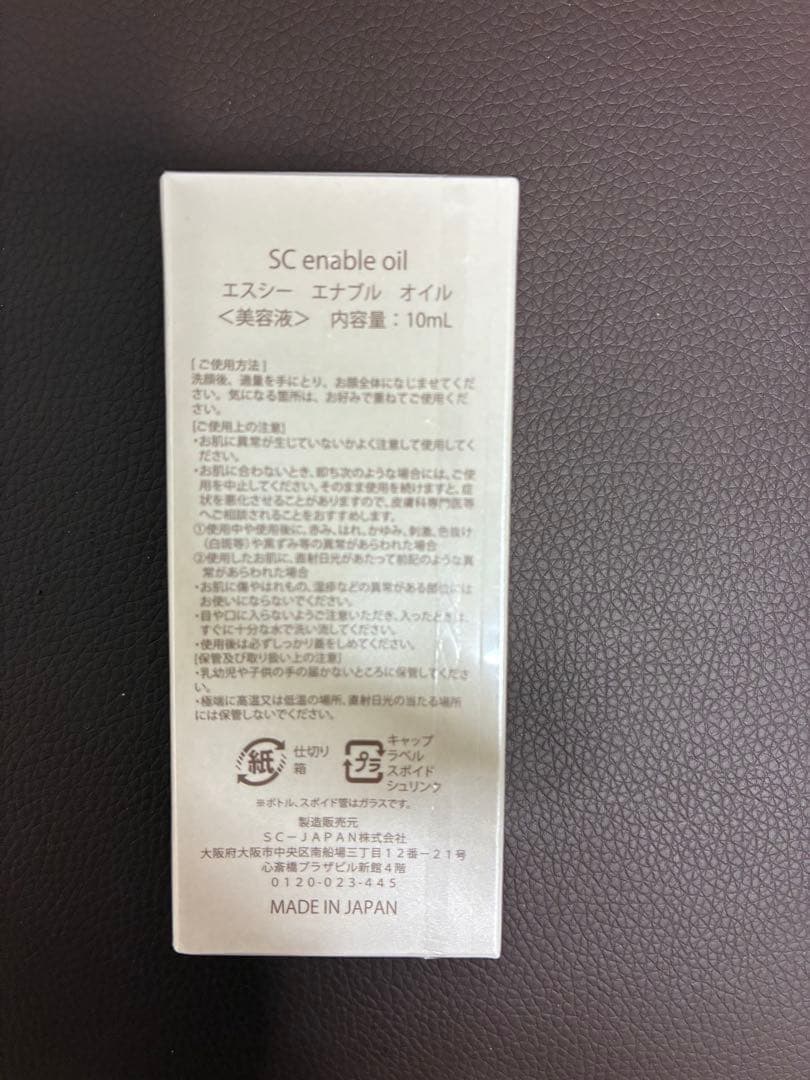 SC enable oil
エスシー　エナブル　オイル
＜美容液＞　内容量：10mL
[ご使用方法]
洗顔後、適量を手にとり、お顔全体になじませてくだ
さい。気になる箇所は、お好みで重ねてご使用くだ
さい。
[ご使用上の注意]
・お肌に異常が生じていないかよく注意して使用してく
ださい。
・お肌に合わないとき、即ち次のような場合には、ご使
用を中止してください。そのまま使用を続けますと、症
状を悪化させることがありますので、皮膚科専門医等
へご相談されることをおすすめします。
①使用中や使用後に、赤み、はれ、かゆみ、刺激、色抜け
（白斑等）や黒ずみ等の異常があらわれた場合
②使用したお肌に、直射日光があたって前記のような異
常があらわれた場合
・お肌に傷やはれもの、湿疹などの異常がある部位には
お使いにならないでください。
・目や口に入らないようご注意いただき、入ったときは、
すぐに十分な水で洗い流してください。
・使用後は必ずしっかり蓋をしめてください。
[保管及び取り扱い上の注意]
・乳幼児や子供の手の届かないところに保管してくださ
い。
・極端に高温又は低温の場所、直射日光の当たる場所
には保管しないでください。
紙
仕切り
箱
プラ
キャップ
ラベル
スポイド
シュリンク
※ボトル、スポイド管はガラスです。
製造販売元
ＳＣ－ＪＡＰＡＮ株式会社
大阪府大阪市中央区南船場三丁目１２番－２１号
心斎橋プラザビル新館４階
０１２０-０２３-４４５
MADE IN JAPAN